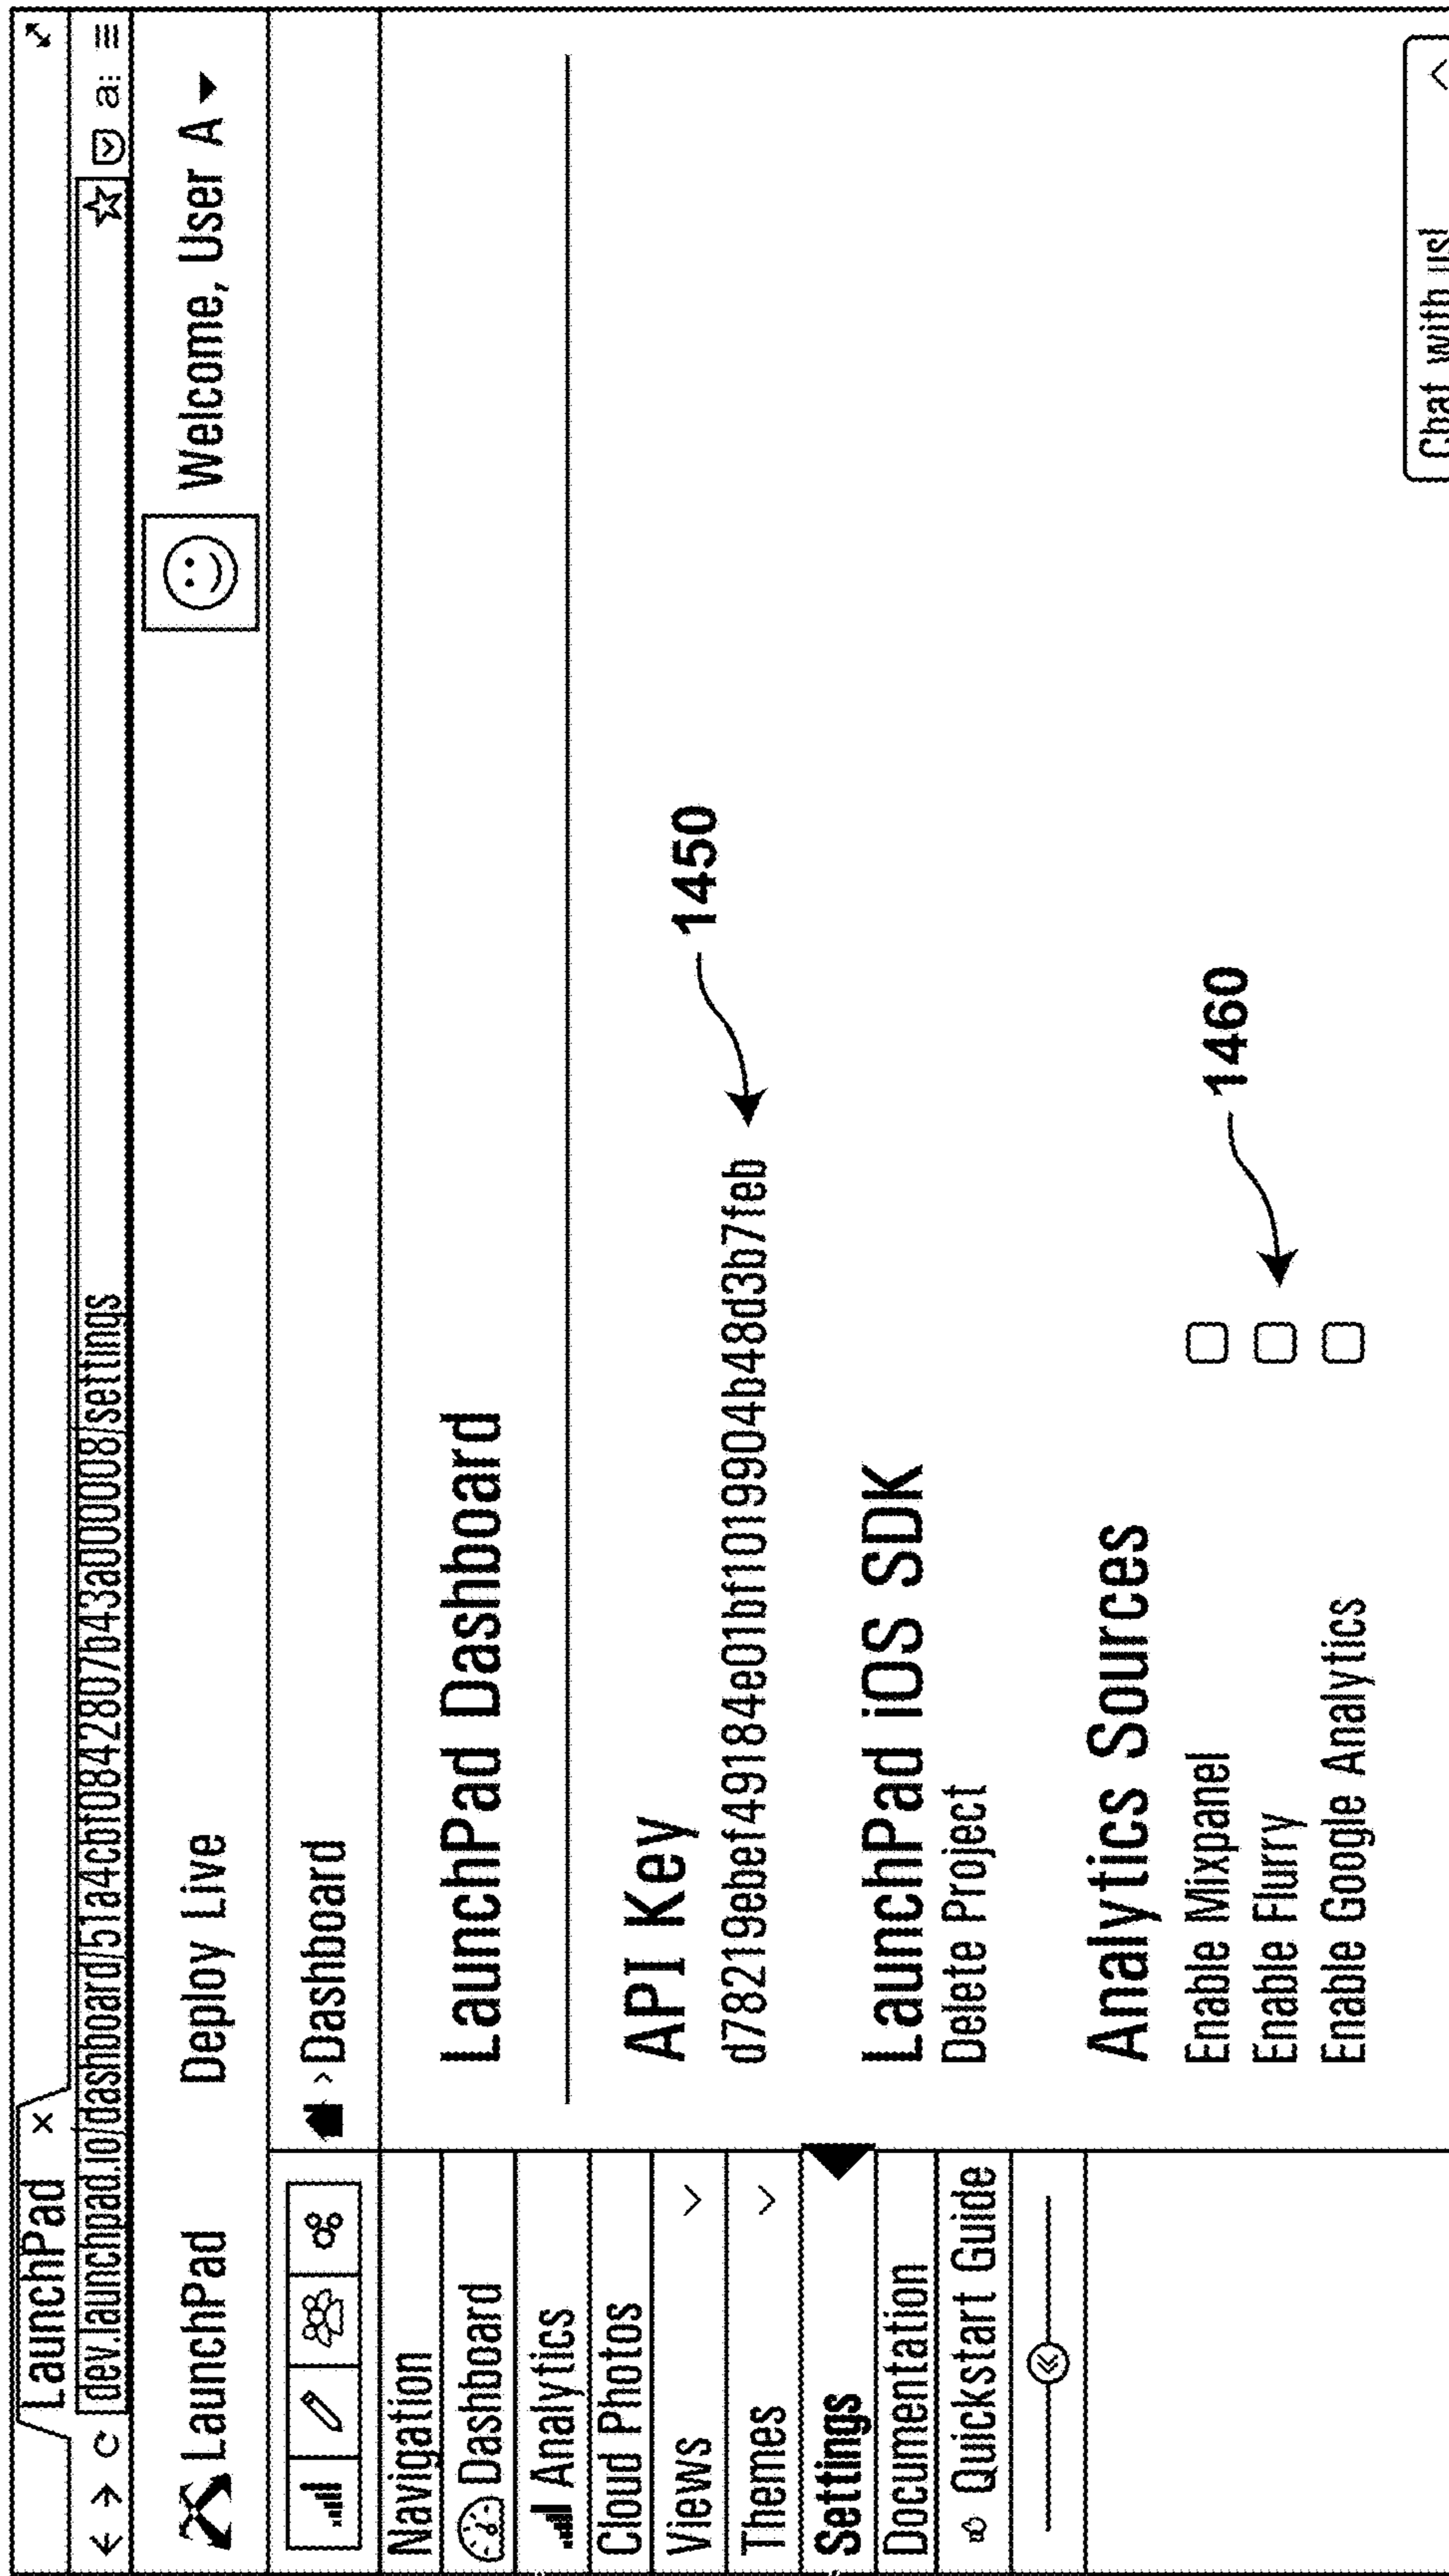 LaunchPad ×
dev.launchpad.io/dashboard/51a4cbf0842807b43a000008/settings
LaunchPad Deploy Live Welcome, User A
Dashboard
Navigation
Dashboard
Analytics
Cloud Photos
Views
Themes
Settings
Documentation
Quickstart Guide
LaunchPad Dashboard
API Key
d78219ebef49184e01bf1019904b48d3b7feb
1450
LaunchPad iOS SDK
Delete Project
Analytics Sources
Enable Mixpanel
Enable Flurry
Enable Google Analytics
1460
Chat with us!